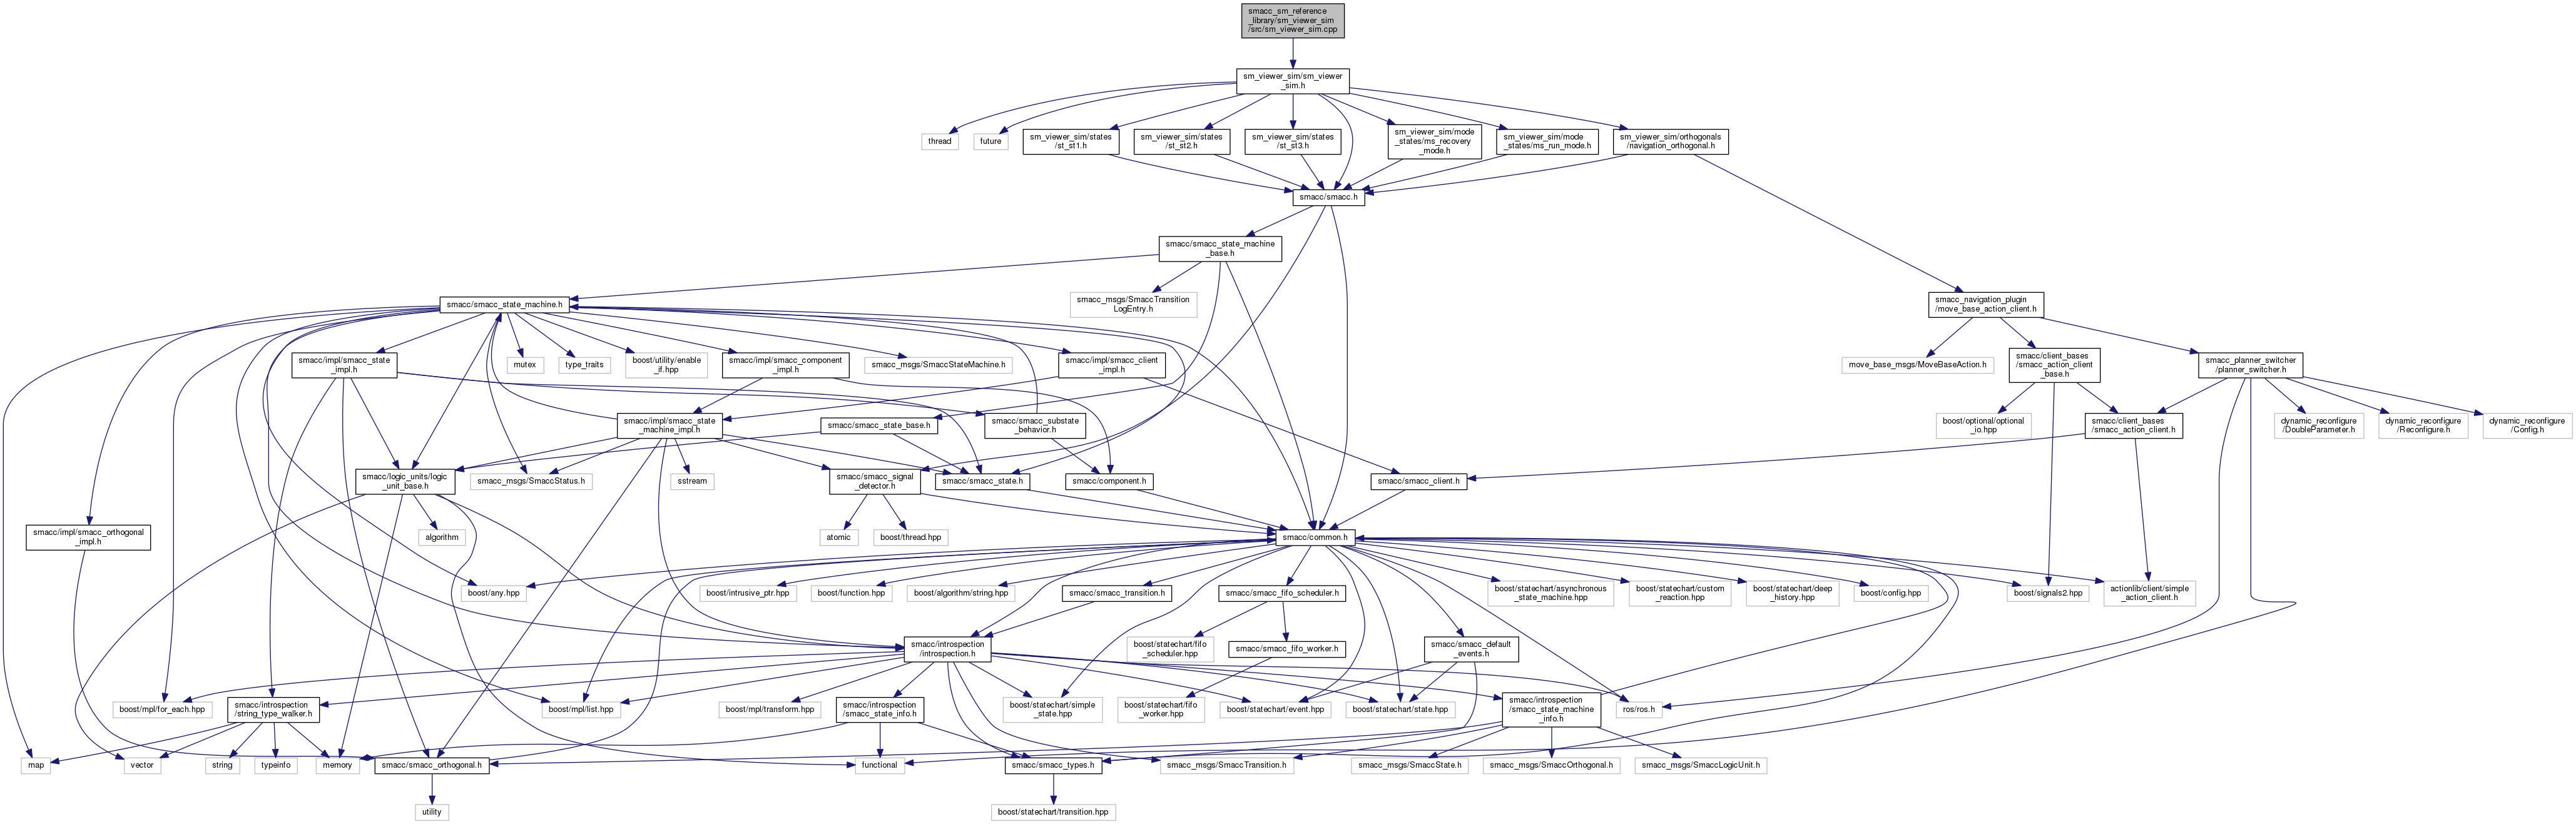 smacc_sm_reference
_library/sm_viewer_sim
/src/sm_viewer_sim.cpp
sm_viewer_sim/sm_viewer
_sim.h
thread
future
sm_viewer_sim/states
/st_st1.h
sm_viewer_sim/states
/st_st2.h
sm_viewer_sim/states
/st_st3.h
sm_viewer_sim/mode
_states/ms_recovery
_mode.h
sm_viewer_sim/mode
_states/ms_run_mode.h
sm_viewer_sim/orthogonals
/navigation_orthogonal.h
smacc/smacc.h
smacc/smacc_state_machine
_base.h
smacc/smacc_state_machine.h
smacc_msgs/SmaccTransition
LogEntry.h
smacc_navigation_plugin
/move_base_action_client.h
smacc/impl/smacc_state
_impl.h
mutex
type_traits
boost/utility/enable
_if.hpp
smacc/impl/smacc_component
_impl.h
smacc_msgs/SmaccStateMachine.h
smacc/impl/smacc_client
_impl.h
move_base_msgs/MoveBaseAction.h
smacc/client_bases
/smacc_action_client
_base.h
smacc_planner_switcher
/planner_switcher.h
smacc/impl/smacc_state
_machine_impl.h
smacc/smacc_state_base.h
smacc/smacc_substate
_behavior.h
boost/optional/optional
_io.hpp
smacc/client_bases
/smacc_action_client.h
dynamic_reconfigure
/DoubleParameter.h
dynamic_reconfigure
/Reconfigure.h
dynamic_reconfigure
/Config.h
smacc/logic_units/logic
_unit_base.h
smacc_msgs/SmaccStatus.h
sstream
smacc/smacc_signal
_detector.h
smacc/smacc_state.h
smacc/component.h
smacc/smacc_client.h
smacc/impl/smacc_orthogonal
_impl.h
algorithm
atomic
boost/thread.hpp
smacc/common.h
boost/any.hpp
boost/intrusive_ptr.hpp
boost/function.hpp
boost/algorithm/string.hpp
smacc/smacc_transition.h
smacc/smacc_fifo_scheduler.h
boost/statechart/asynchronous
_state_machine.hpp
boost/statechart/custom
_reaction.hpp
boost/statechart/deep
_history.hpp
boost/config.hpp
boost/signals2.hpp
actionlib/client/simple
_action_client.h
smacc/introspection
/introspection.h
boost/statechart/fifo
_scheduler.hpp
smacc/smacc_fifo_worker.h
smacc/smacc_default
_events.h
boost/mpl/for_each.hpp
smacc/introspection
/string_type_walker.h
boost/mpl/list.hpp
boost/mpl/transform.hpp
smacc/introspection
/smacc_state_info.h
boost/statechart/simple
_state.hpp
boost/statechart/fifo
_worker.hpp
boost/statechart/event.hpp
boost/statechart/state.hpp
smacc/introspection
/smacc_state_machine
_info.h
ros/ros.h
map
vector
string
typeinfo
memory
smacc/smacc_orthogonal.h
functional
smacc/smacc_types.h
smacc_msgs/SmaccTransition.h
smacc_msgs/SmaccState.h
smacc_msgs/SmaccOrthogonal.h
smacc_msgs/SmaccLogicUnit.h
utility
boost/statechart/transition.hpp